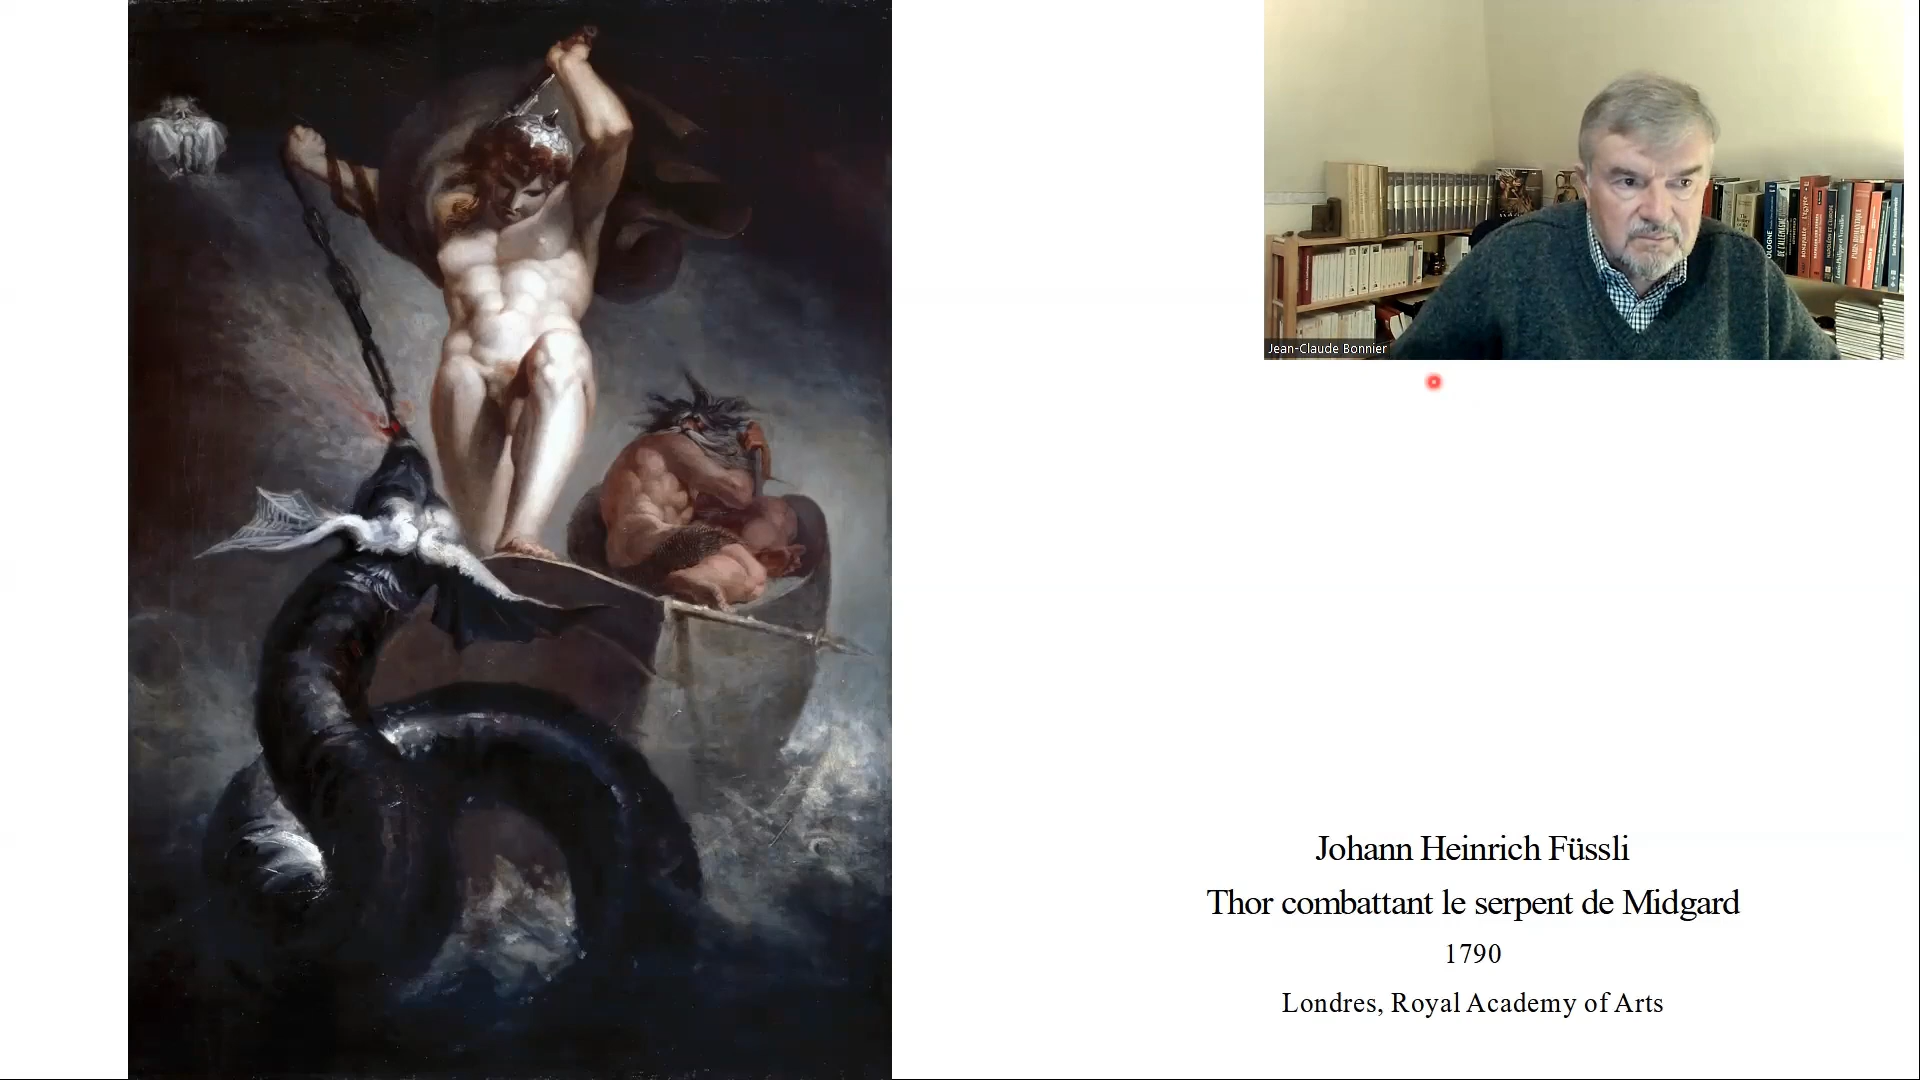 Jean-Claude Bonnier
Johann Heinrich Füssli
Thor combattant le serpent de Midgard
1790
Londres, Royal Academy of Arts